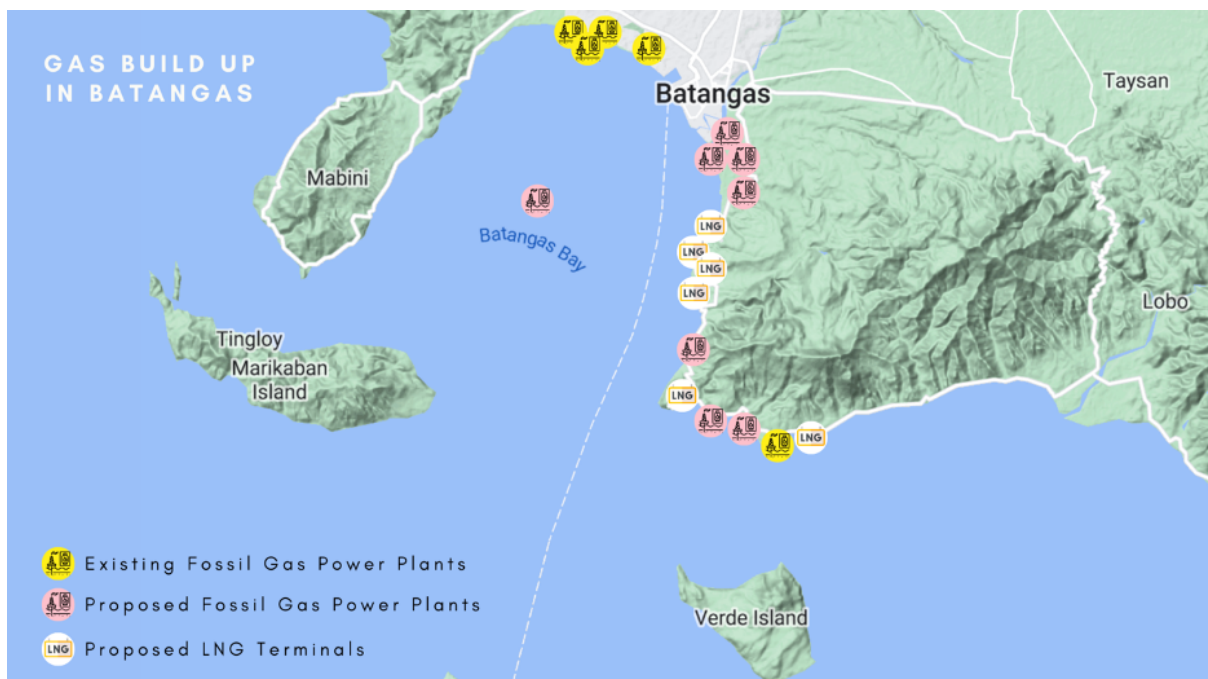 GAS BUILD UP
IN BATANGAS
Batangas
Taysan
Mabini
Batangas Bay
LNG
LNG
LNG
LNG
Lobo
Tingloy
Marikaban
Island
LNG
LNG
Existing Fossil Gas Power Plants
Proposed Fossil Gas Power Plants
Verde Island
LNG Proposed LNG Terminals